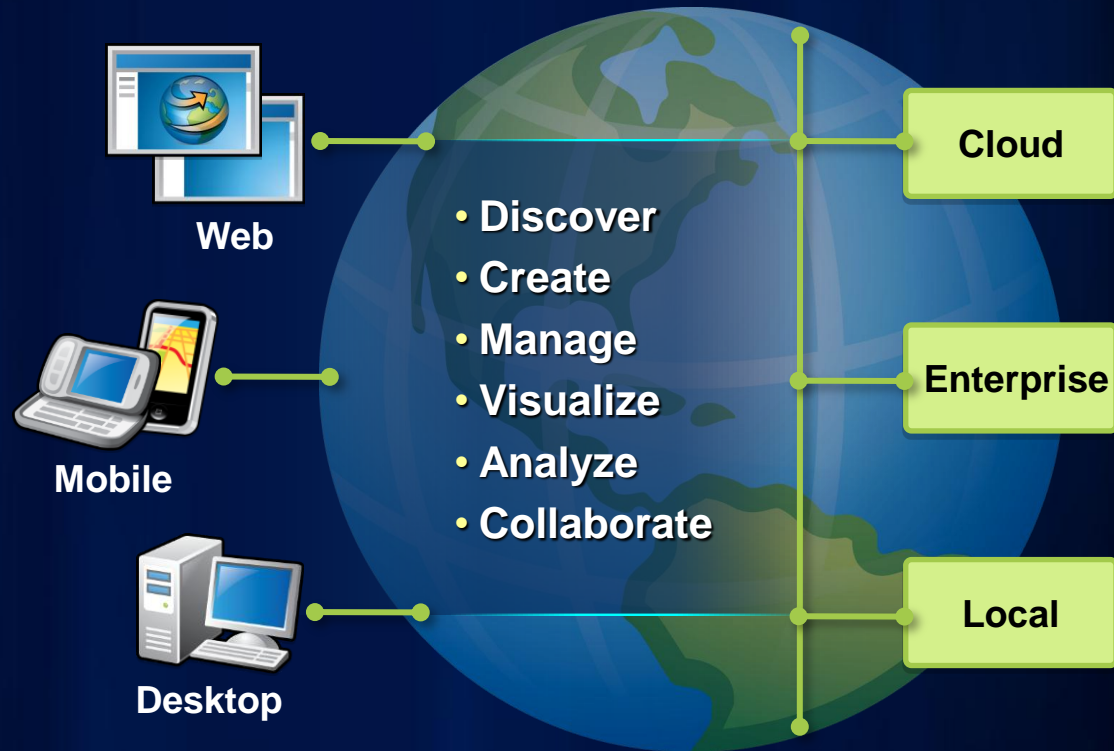 Web
Mobile
Desktop
• Discover
• Create
• Manage
• Visualize
• Analyze
• Collaborate
Cloud
Enterprise
Local